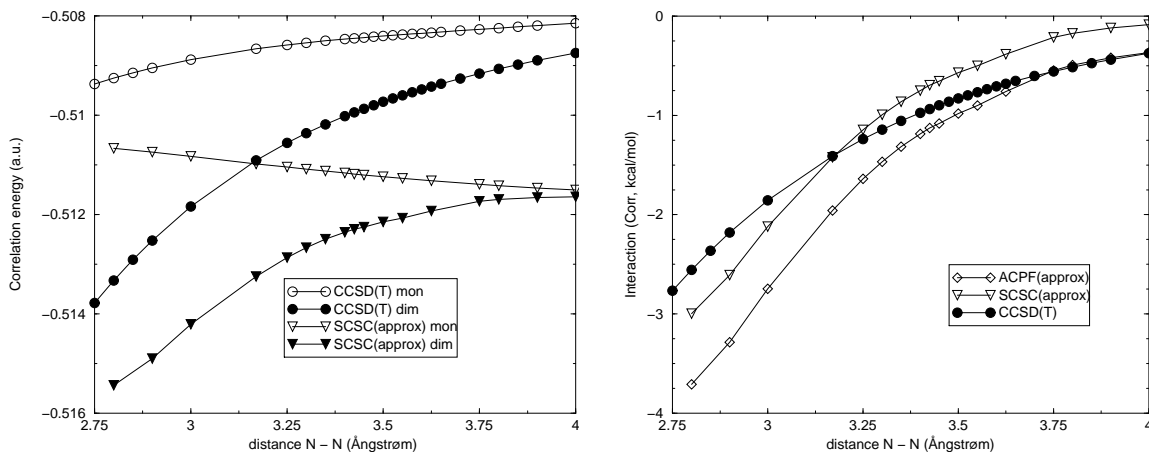 −0.508
−0.51
−0.512
−0.514
−0.516
Correlation energy (a.u.)
2.75
3
3.25
3.5
3.75
4
distance N − N (Ångstrøm)
CCSD(T) mon
CCSD(T) dim
SCSC(approx) mon
SCSC(approx) dim
0
−1
−2
−3
−4
Interaction (Corr, kcal/mol)
2.75
3
3.25
3.5
3.75
4
distance N − N (Ångstrøm)
ACPF(approx)
SCSC(approx)
CCSD(T)